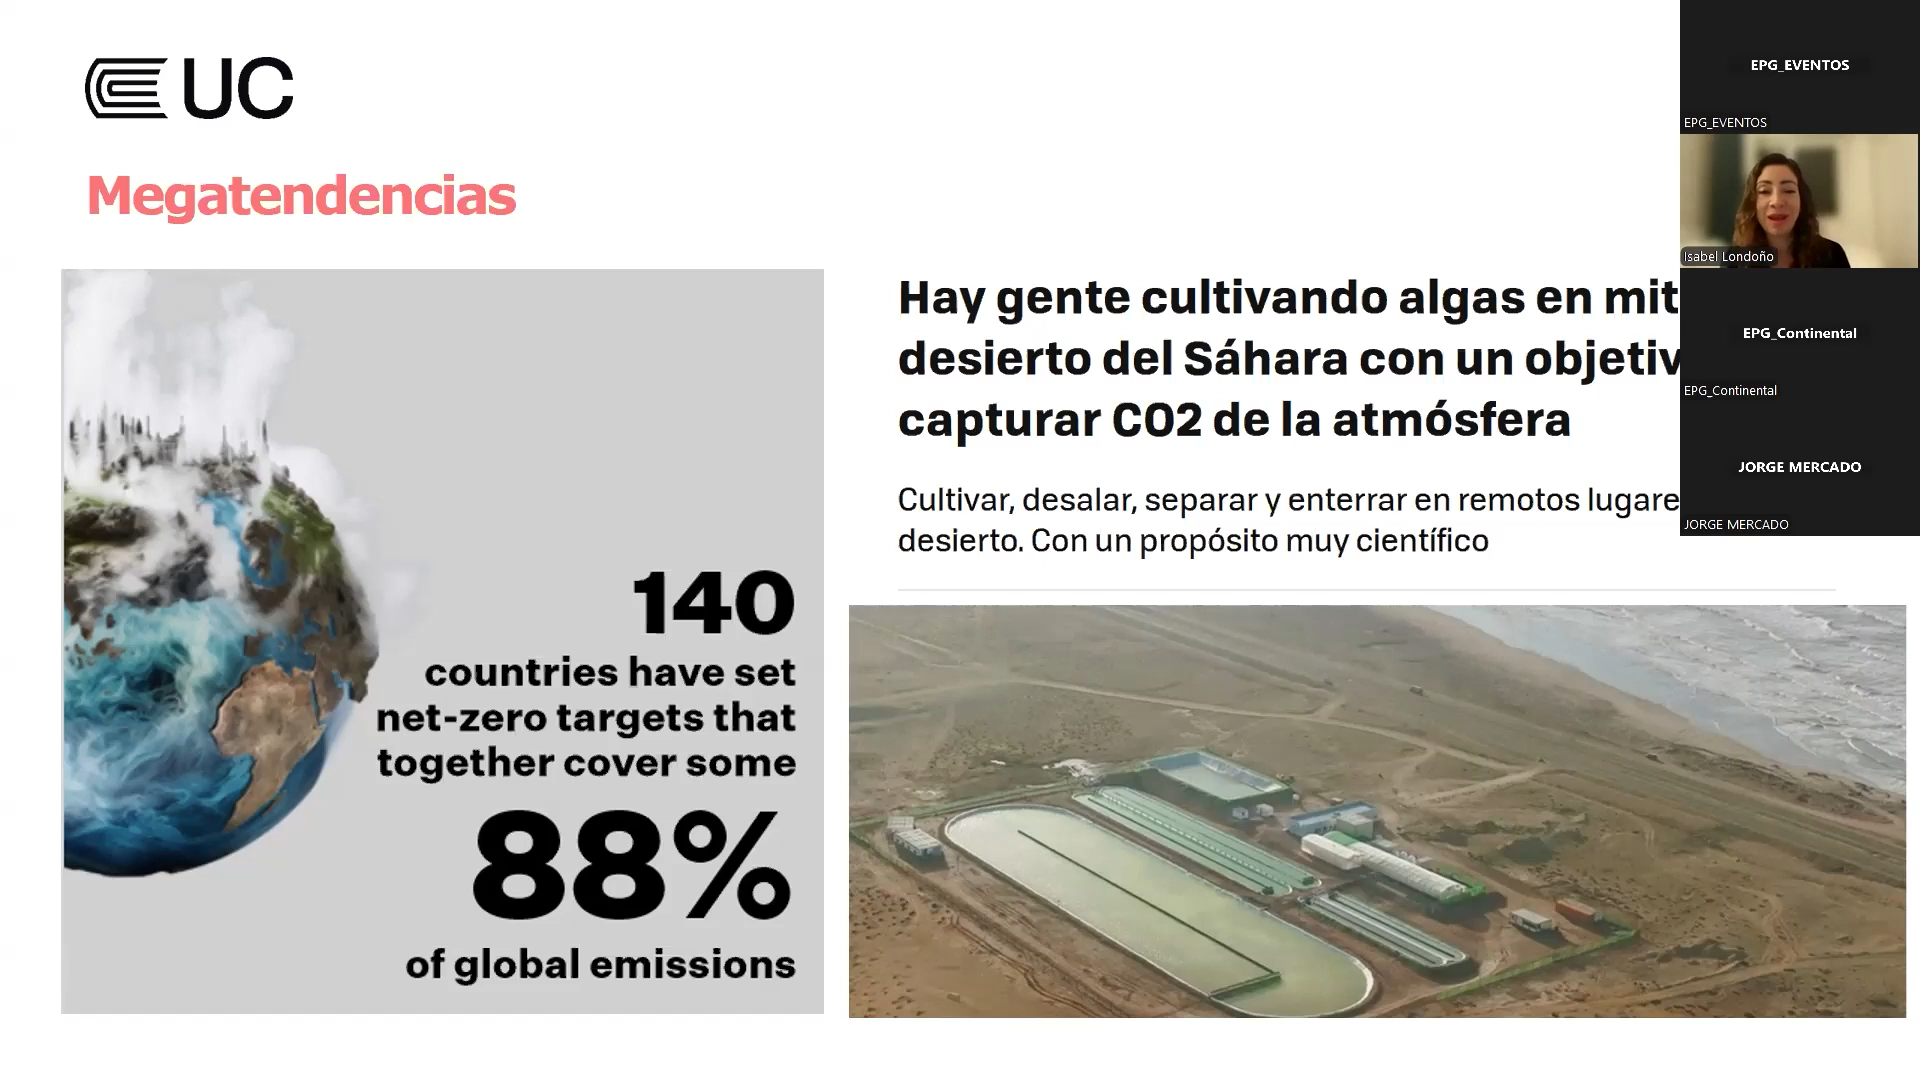 UC
Megatendencias
140
countries have set
net-zero targets that
together cover some
88%
of global emissions
Hay gente cultivando algas en mit
desierto del Sáhara con un objetiv
capturar CO2 de la atmósfera
Cultivar, desalar, separar y enterrar en remotos lugare
desierto. Con un propósito muy científico
EPG_EVENTOS
EPG_EVENTOS
Isabel Londoño
EPG_Continental
EPG_Continental
JORGE MERCADO
JORGE MERCADO